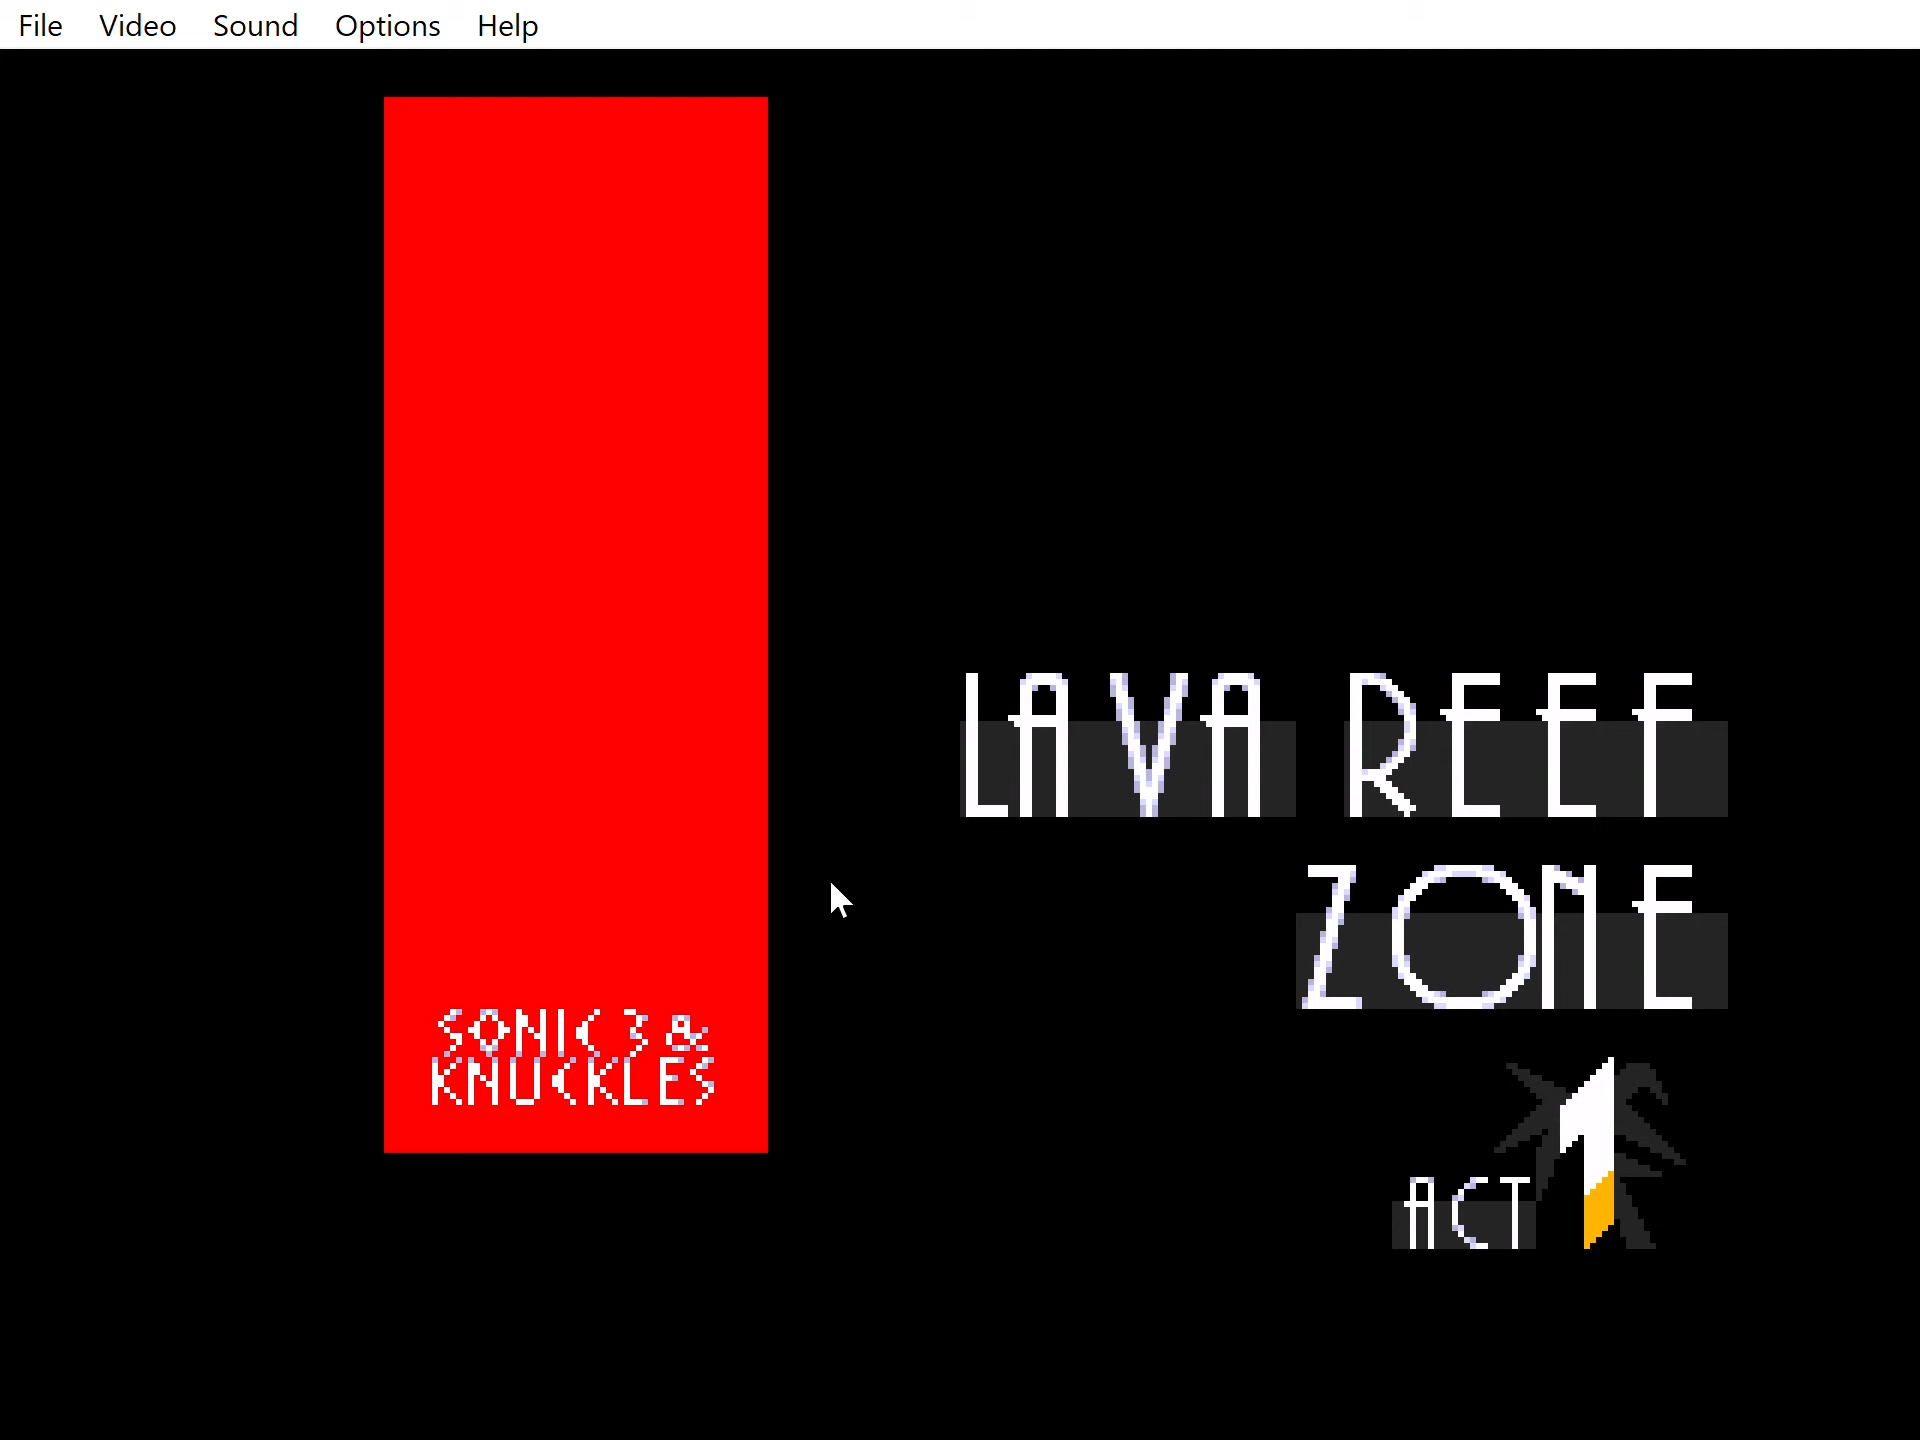 File Video Sound Options Help
SONIC 3 &
KNUCKLES
LAVA REEF
ZONE
ACT 1